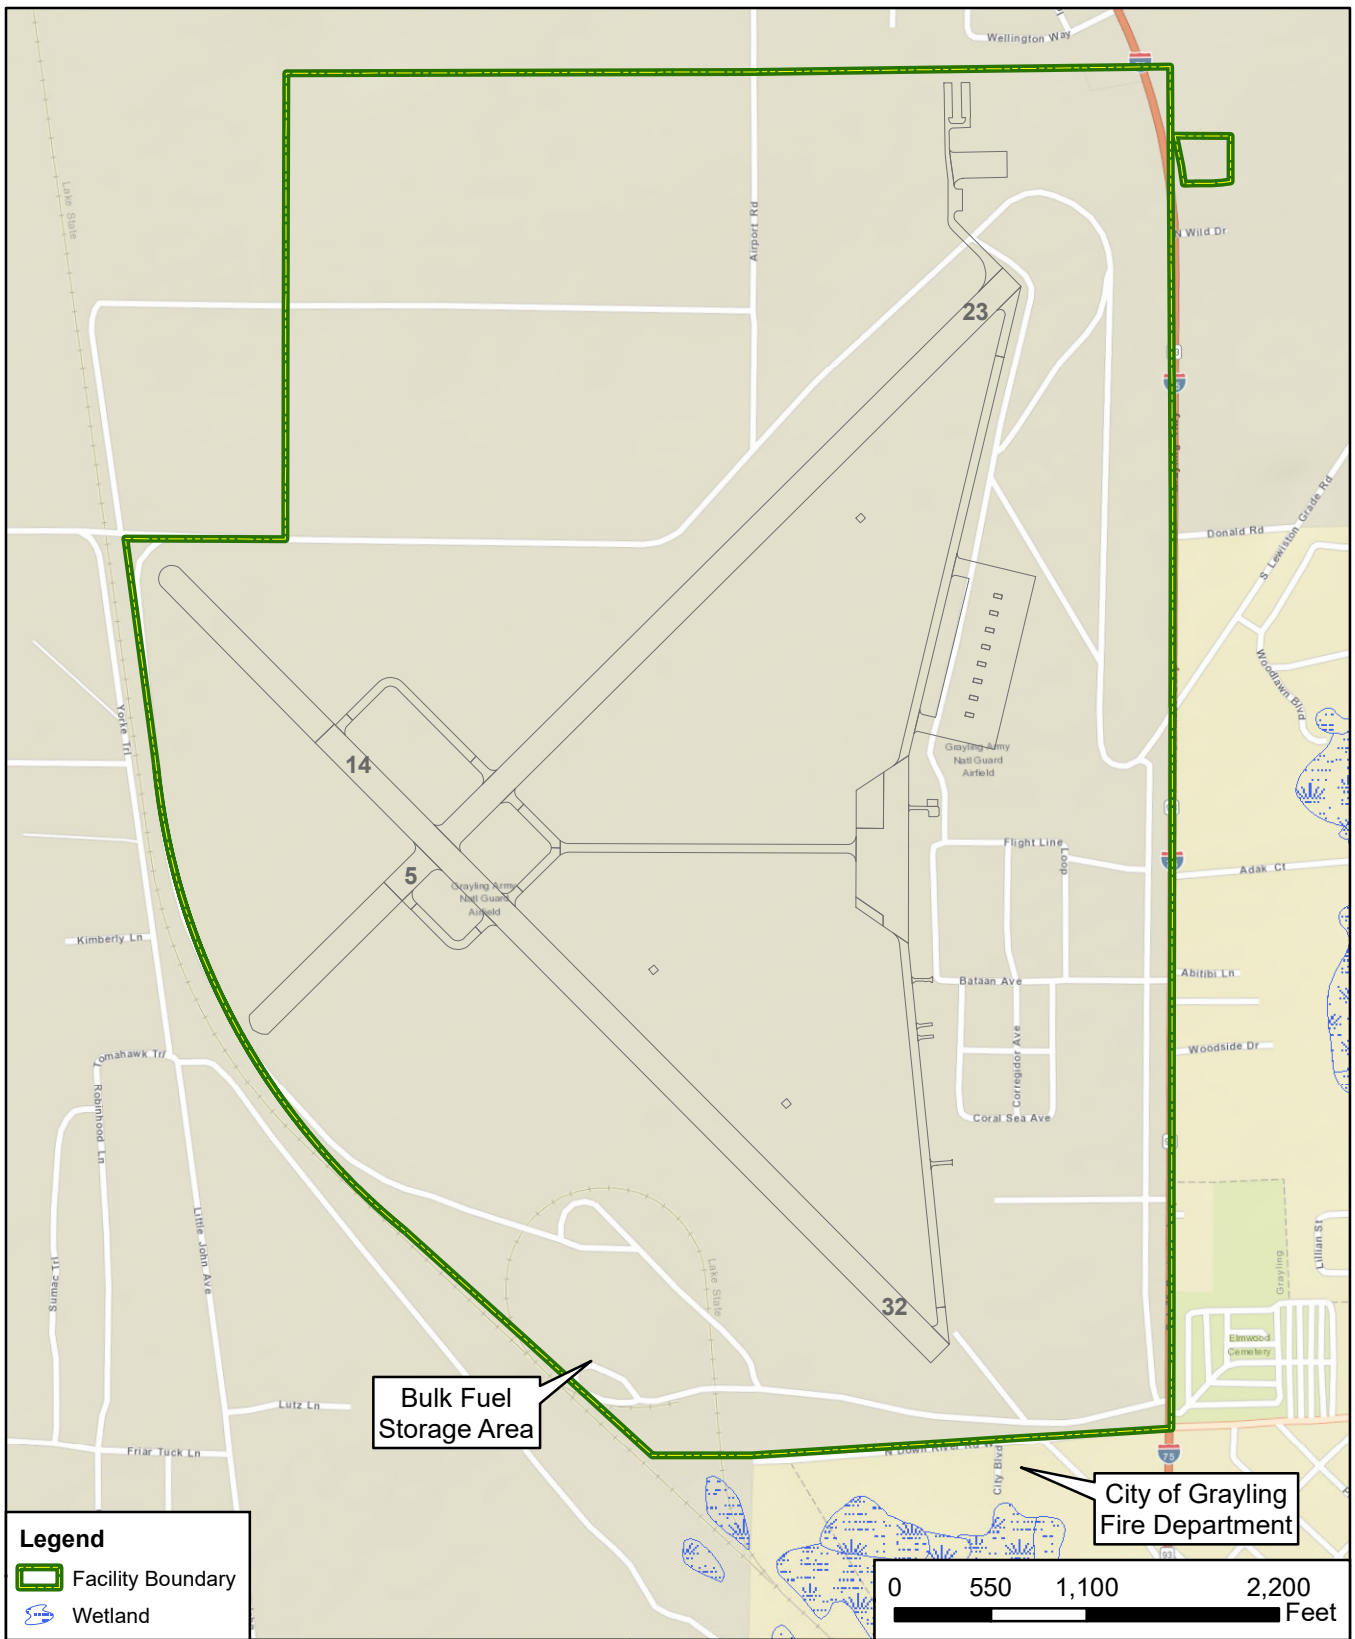 Wellington Way
Lake State
Airport Rd
N Wild Dr
23
Donald Rd
S Lewiston Grade Rd
Woodlawn Blvd
Yorke Trl
Grayling Army
Natl Guard
Airfield
14
Flight Line
Loop
Adak Ct
5
Grayling Army
Natl Guard
Airfield
Kimberly Ln
Bataan Ave
Abitibi Ln
Corregidor Ave
Woodside Dr
Tomahawk Trl
Robinhood Ln
Coral Sea Ave
Little John Ave
Sumac Trl
Lake State
Grayling
Lillian St
32
Elmwood
Cemetery
Bulk Fuel
Storage Area
Lutz Ln
Friar Tuck Ln
N Down River Rd W
City Blvd
75
City of Grayling
Fire Department
93
Legend
Facility Boundary
Wetland
0 550 1,100 2,200
Feet